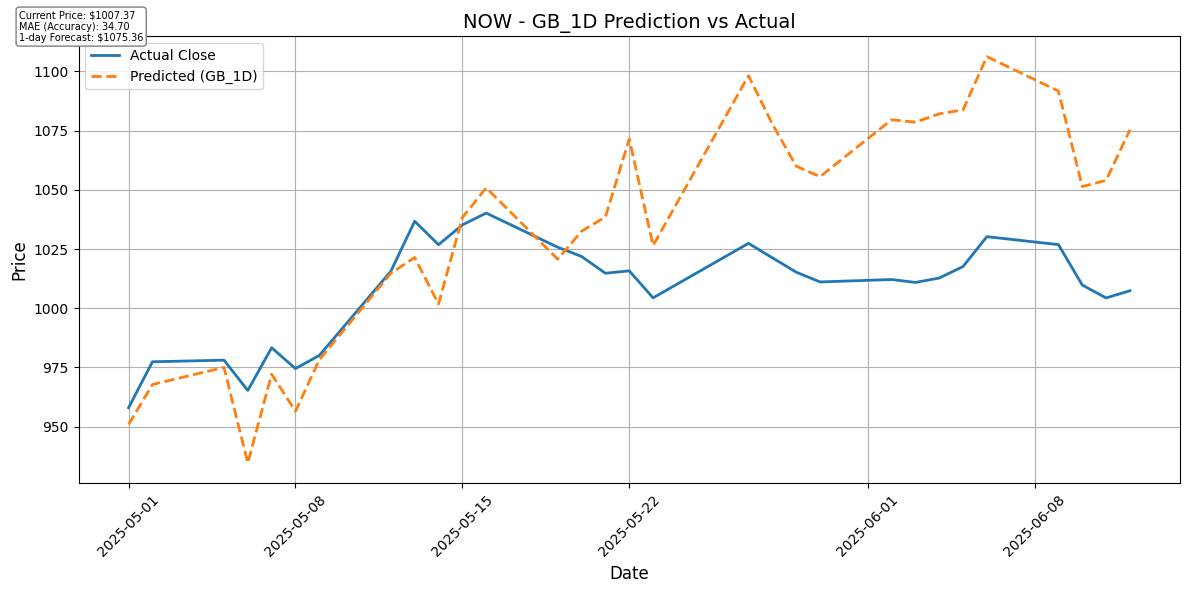 NOW - GB_1D Prediction vs Actual
Current Price: $1007.37
MAE (Accuracy): 34.70
1-day Forecast: $1075.36
Actual Close
Predicted (GB_1D)
Price
1100
1075
1050
1025
1000
975
950
2025-05-01
2025-05-08
2025-05-15
2025-05-22
2025-06-01
2025-06-08
Date